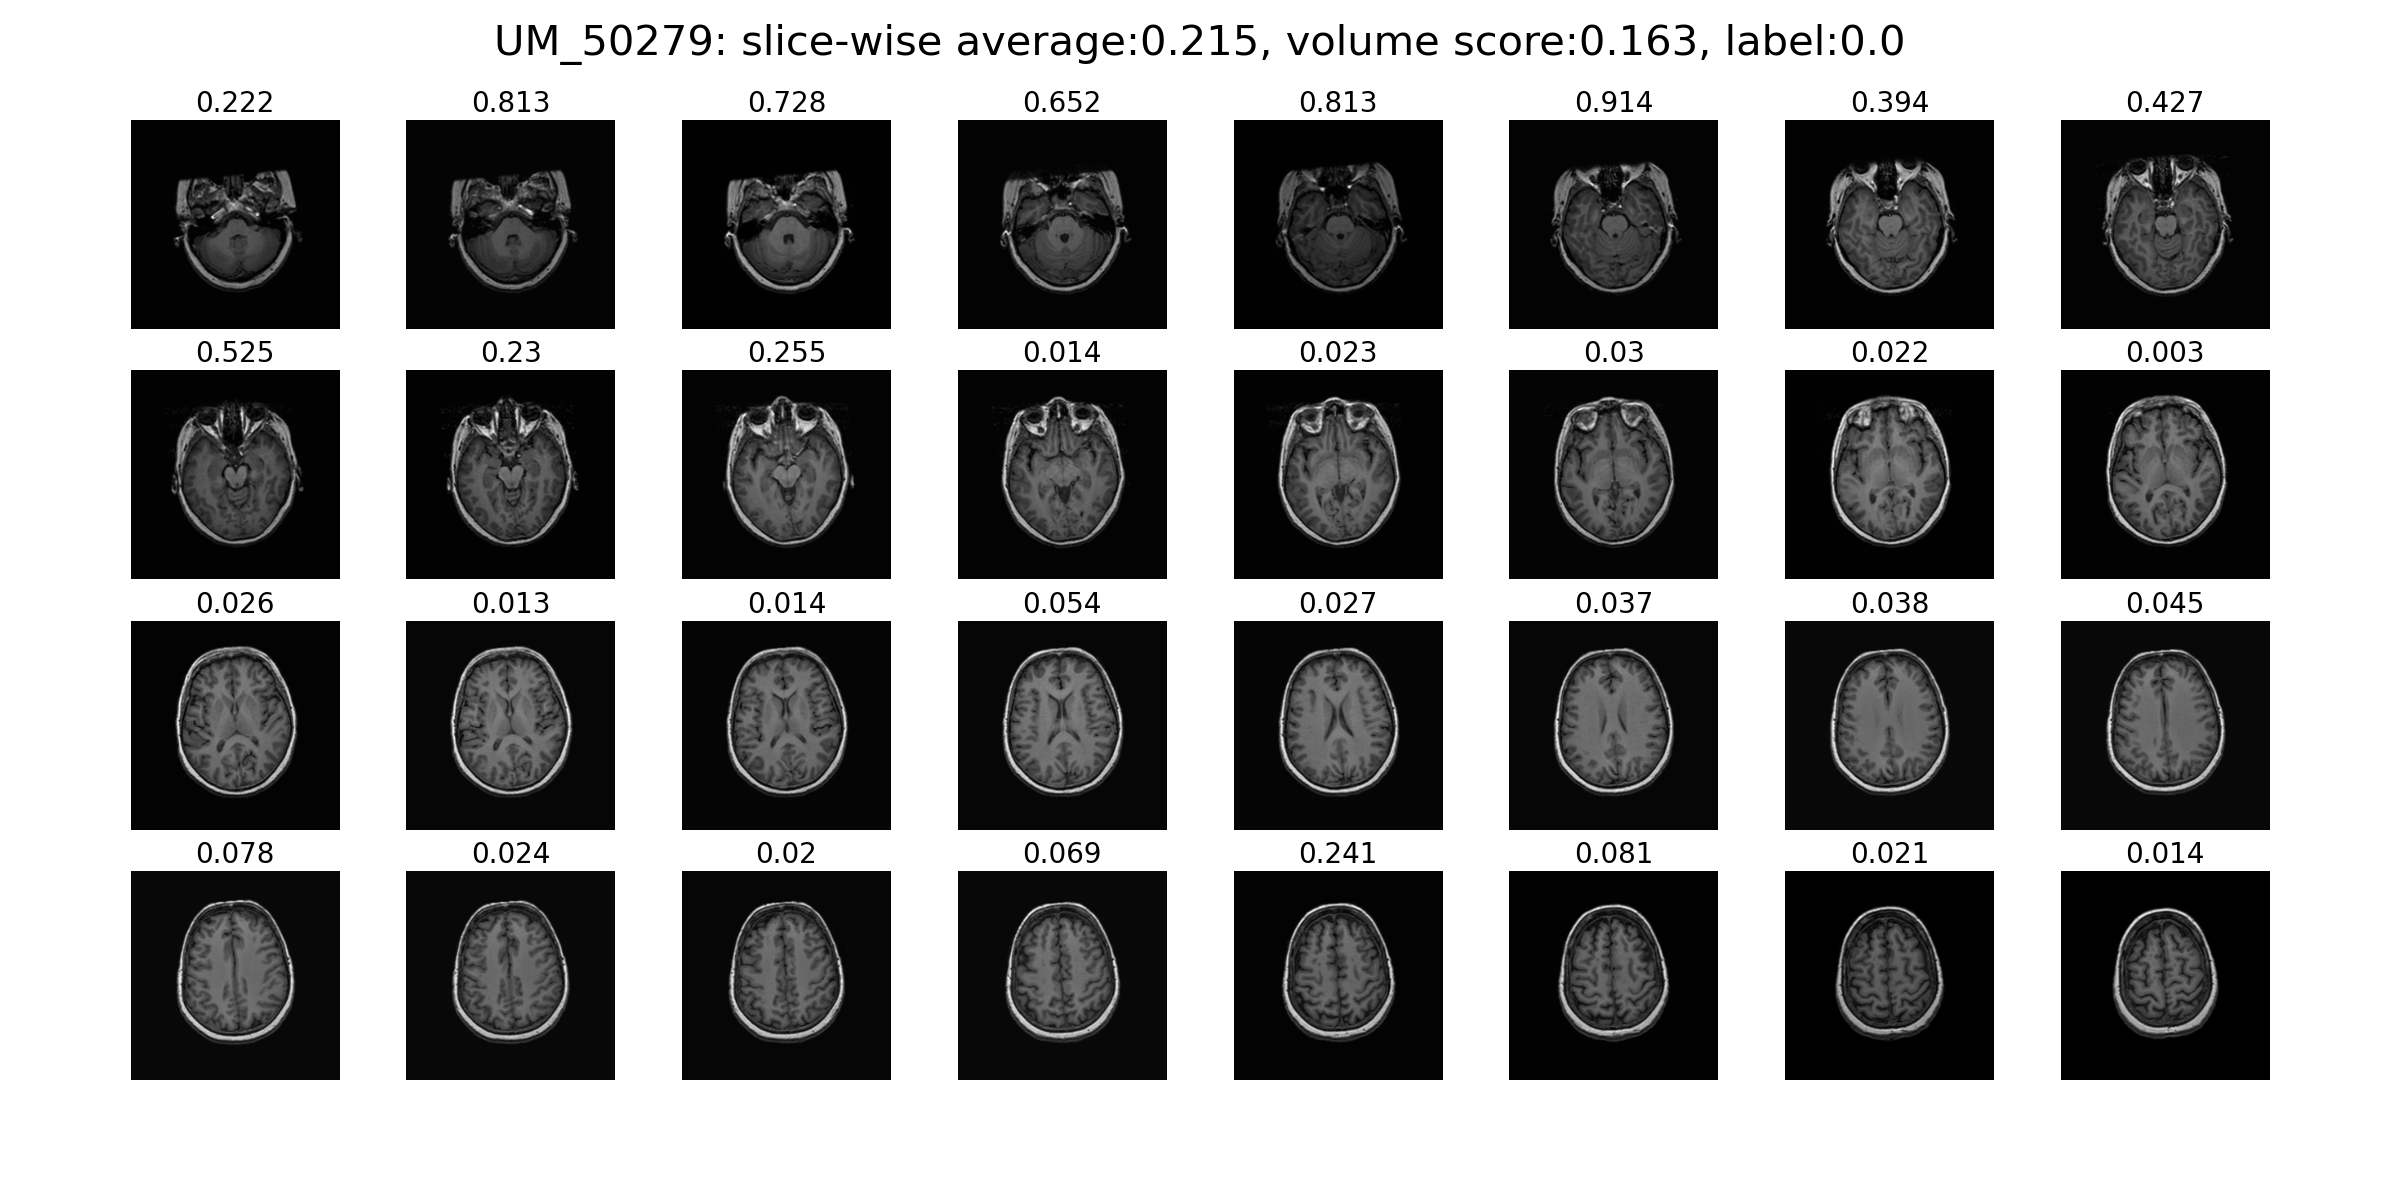 UM_50279: slice-wise average:0.215, volume score:0.163, label:0.0
0.222 0.813 0.728 0.652 0.813 0.914 0.394 0.427
0.525 0.23 0.255 0.014 0.023 0.03 0.022 0.003
0.026 0.013 0.014 0.054 0.027 0.037 0.038 0.045
0.078 0.024 0.02 0.069 0.241 0.081 0.021 0.014